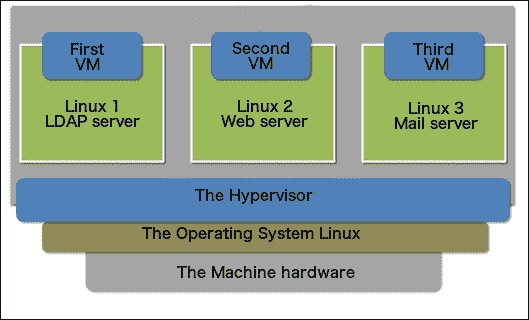 First
VM
Second
VM
Third
VM
Linux 1
LDAP server
Linux 2
Web server
Linux 3
Mail server
The Hypervisor
The Operating System Linux
The Machine hardware